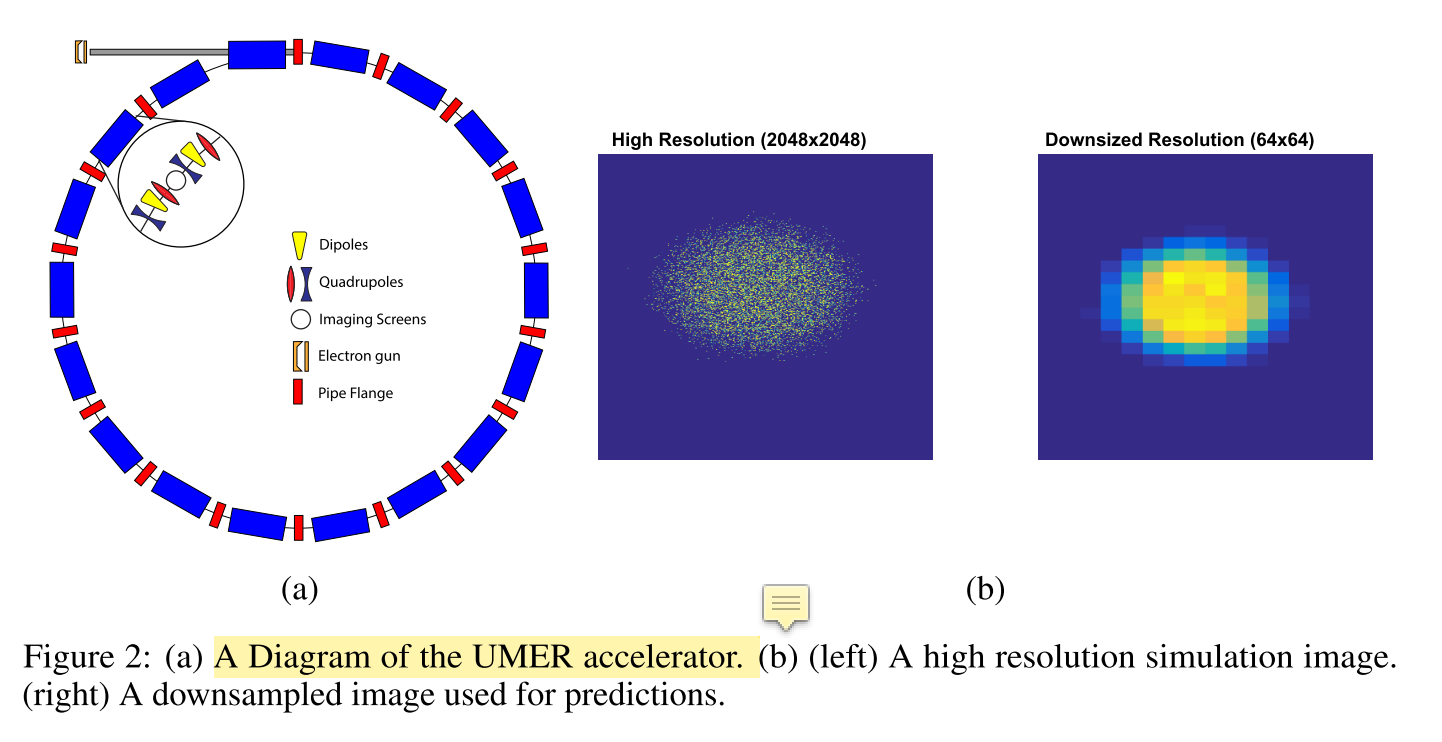 High Resolution (2048x2048)
Downsized Resolution (64x64)
Dipoles
Quadrupoles
Imaging Screens
Electron gun
Pipe Flange
(a)
(b)
Figure 2: (a) A Diagram of the UMER accelerator. (b) (left) A high resolution simulation image.
(right) A downsampled image used for predictions.